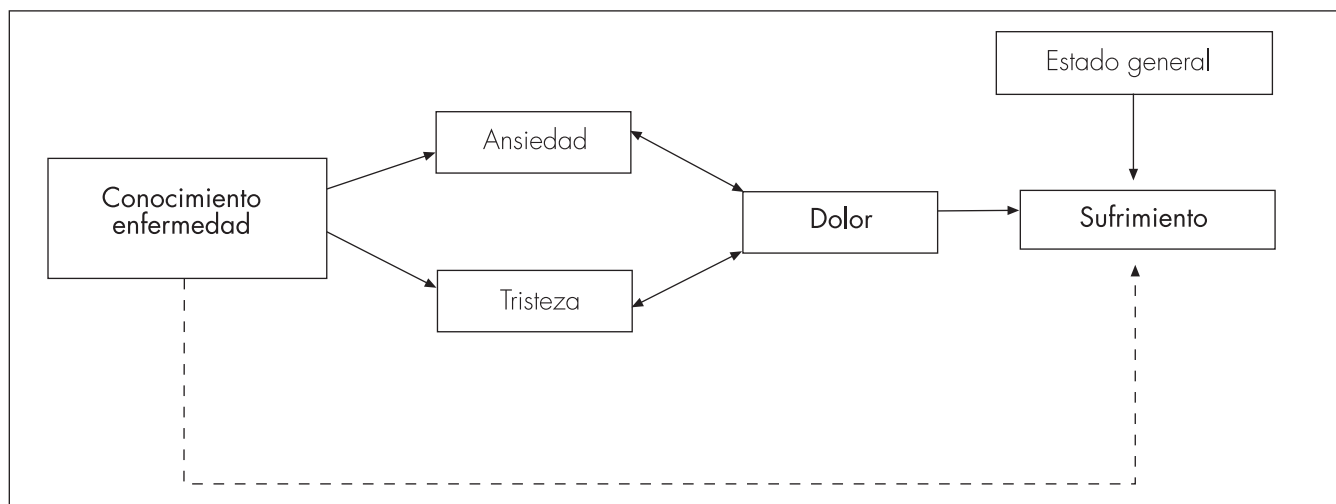 Estado general
Ansiedad
Conocimiento
enfermedad
Dolor
Sufrimiento
Tristeza